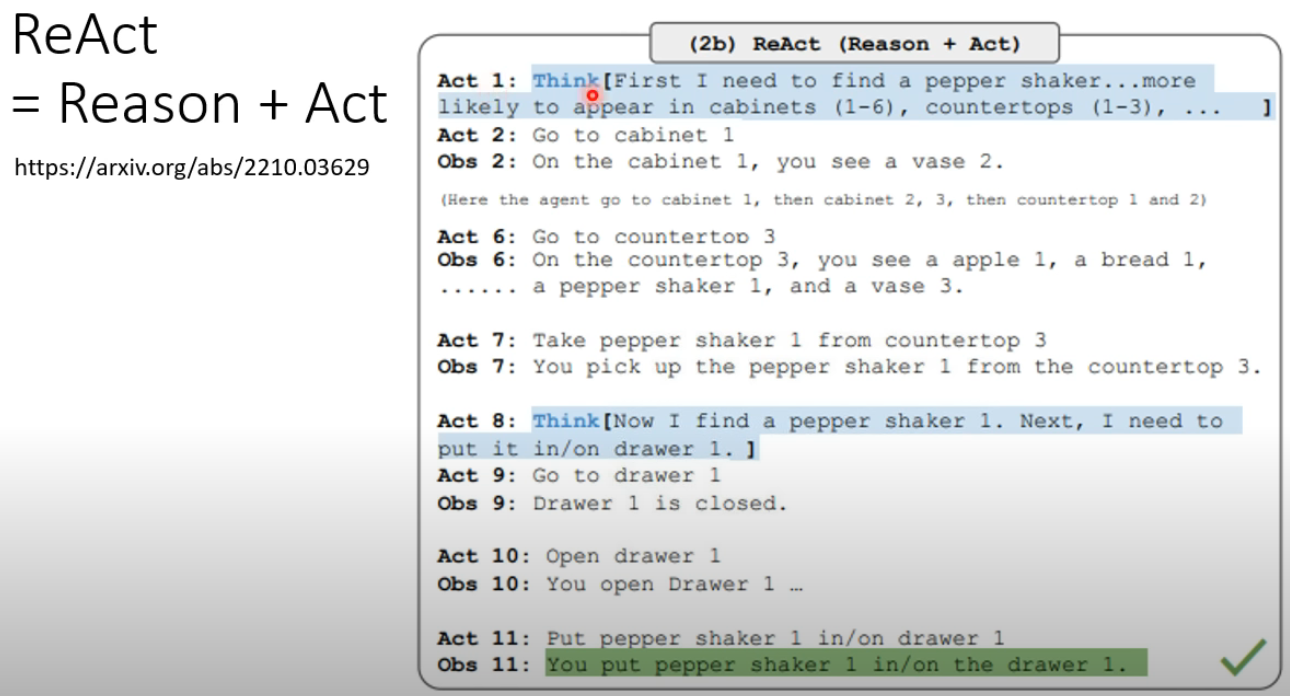 ReAct
= Reason + Act
https://arxiv.org/abs/2210.03629
(2b) ReAct (Reason + Act)
Act 1: Think[First I need to find a pepper shaker...more
likely to appear in cabinets (1-6), countertops (1-3), ... ]
Act 2: Go to cabinet 1
Obs 2: On the cabinet 1, you see a vase 2.
(Here the agent go to cabinet 1, then cabinet 2, 3, then countertop 1 and 2)
Act 6: Go to countertop 3
Obs 6: On the countertop 3, you see a apple 1, a bread 1,
...... a pepper shaker 1, and a vase 3.
Act 7: Take pepper shaker 1 from countertop 3
Obs 7: You pick up the pepper shaker 1 from the countertop 3.
Act 8: Think[Now I find a pepper shaker 1. Next, I need to
put it in/on drawer 1. ]
Act 9: Go to drawer 1
Obs 9: Drawer 1 is closed.
Act 10: Open drawer 1
Obs 10: You open Drawer 1 …
Act 11: Put pepper shaker 1 in/on drawer 1
Obs 11: You put pepper shaker 1 in/on the drawer 1.